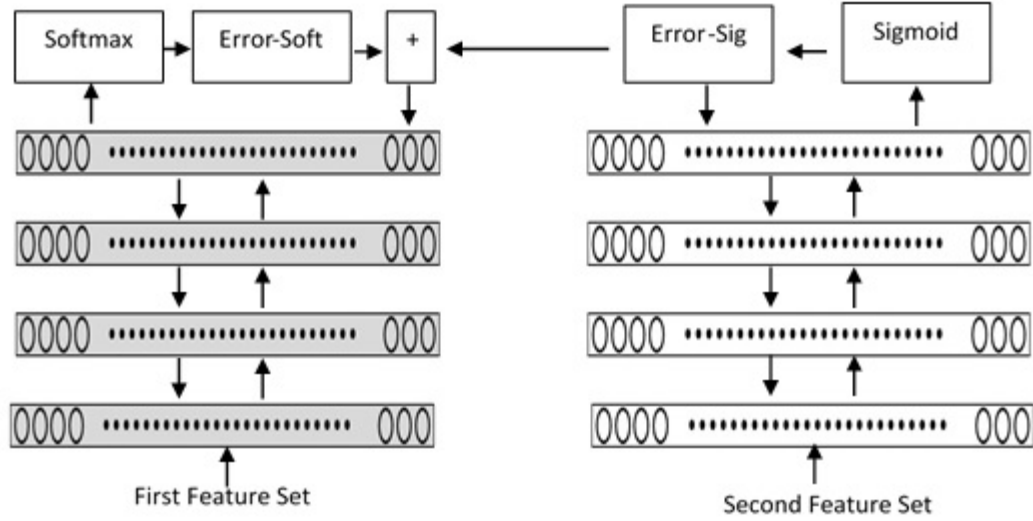 Softmax
Error-Soft
+
Error-Sig
Sigmoid
First Feature Set
Second Feature Set